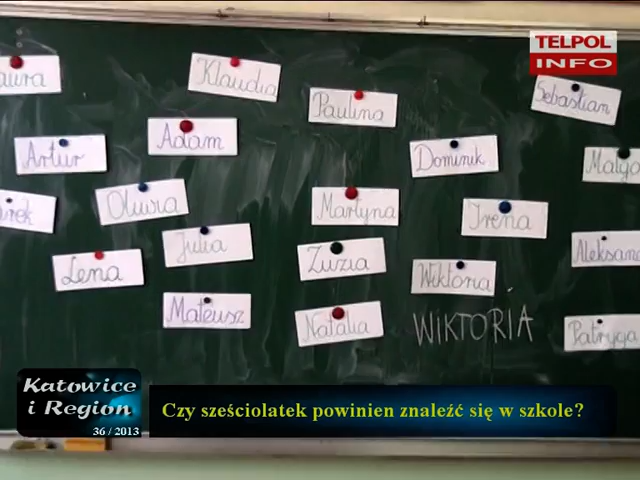 TELPOL
INFO
Klaudia
Paulina
Sebastian
Adam
Artur
Dominik
Oliwia
Martyna
Irena
Julia
Zuzia
Lena
Wiktoria
Mateusz
Natalia
WIKTORIA
Katowice
i Region
36 / 2013
Czy sześciolatek powinien znaleźć się w szkole?